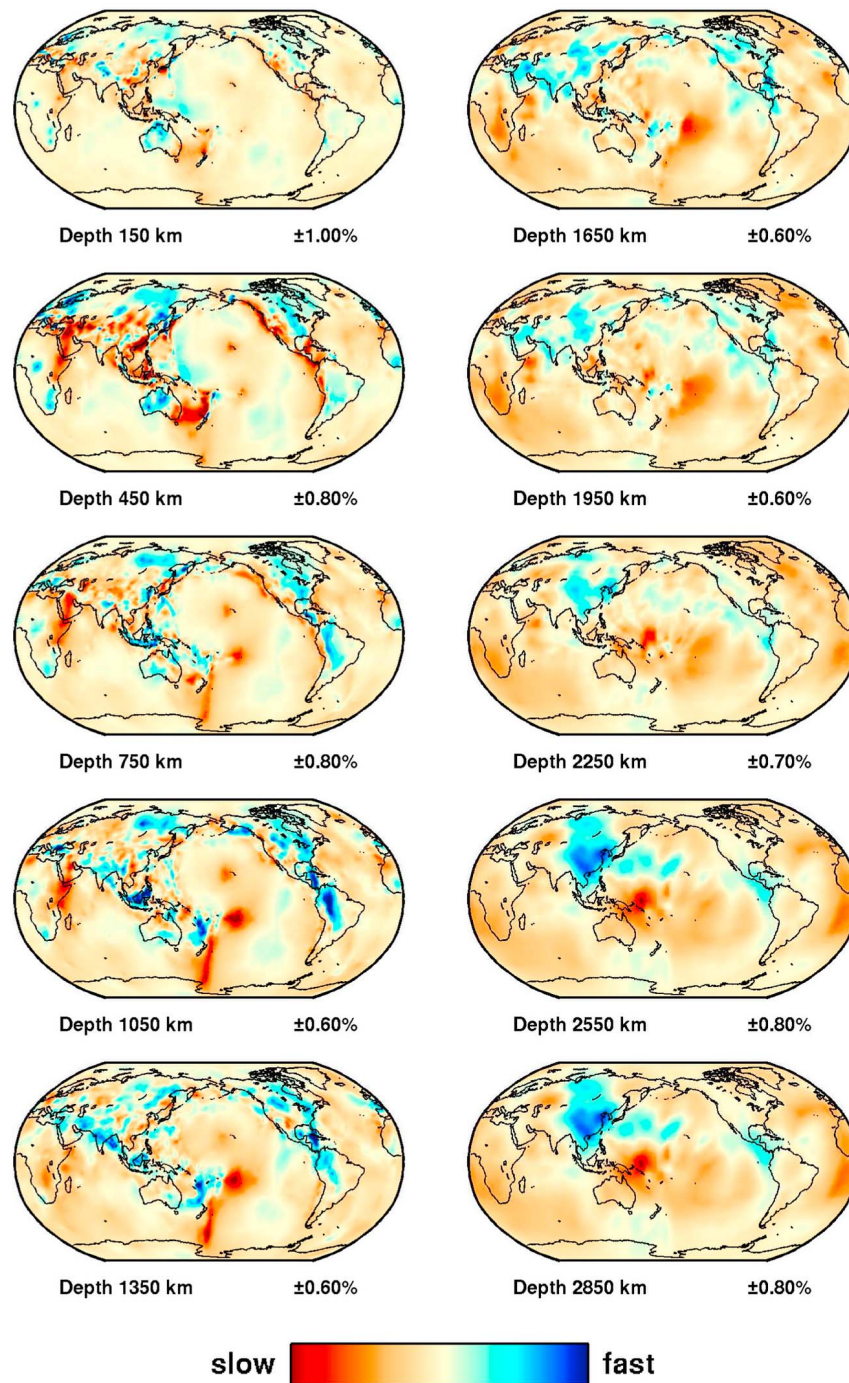 Depth 150 km ±1.00%
Depth 1650 km ±0.60%
Depth 450 km ±0.80%
Depth 1950 km ±0.60%
Depth 750 km ±0.80%
Depth 2250 km ±0.70%
Depth 1050 km ±0.60%
Depth 2550 km ±0.80%
Depth 1350 km ±0.60%
Depth 2850 km ±0.80%
slow fast